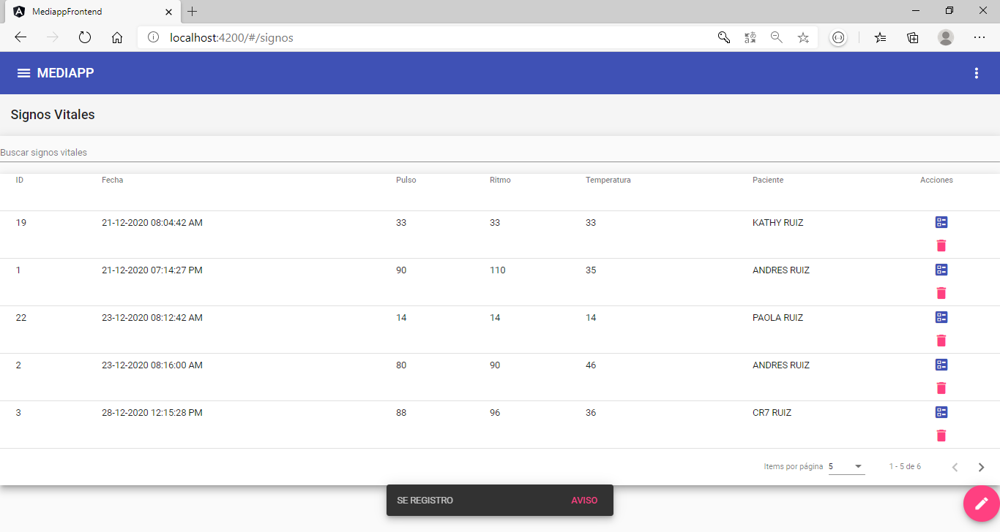 MediappFrontend
localhost:4200/#/signos
MEDIAPP
Signos Vitales
Buscar signos vitales
ID Fecha Pulso Ritmo Temperatura Paciente Acciones
19 21-12-2020 08:04:42 AM 33 33 33 KATHY RUIZ
1 21-12-2020 07:14:27 PM 90 110 35 ANDRES RUIZ
22 23-12-2020 08:12:42 AM 14 14 14 PAOLA RUIZ
2 23-12-2020 08:16:00 AM 80 90 46 ANDRES RUIZ
3 28-12-2020 12:15:28 PM 88 96 36 CR7 RUIZ
Items por página 5 1 - 5 de 6
SE REGISTRO AVISO